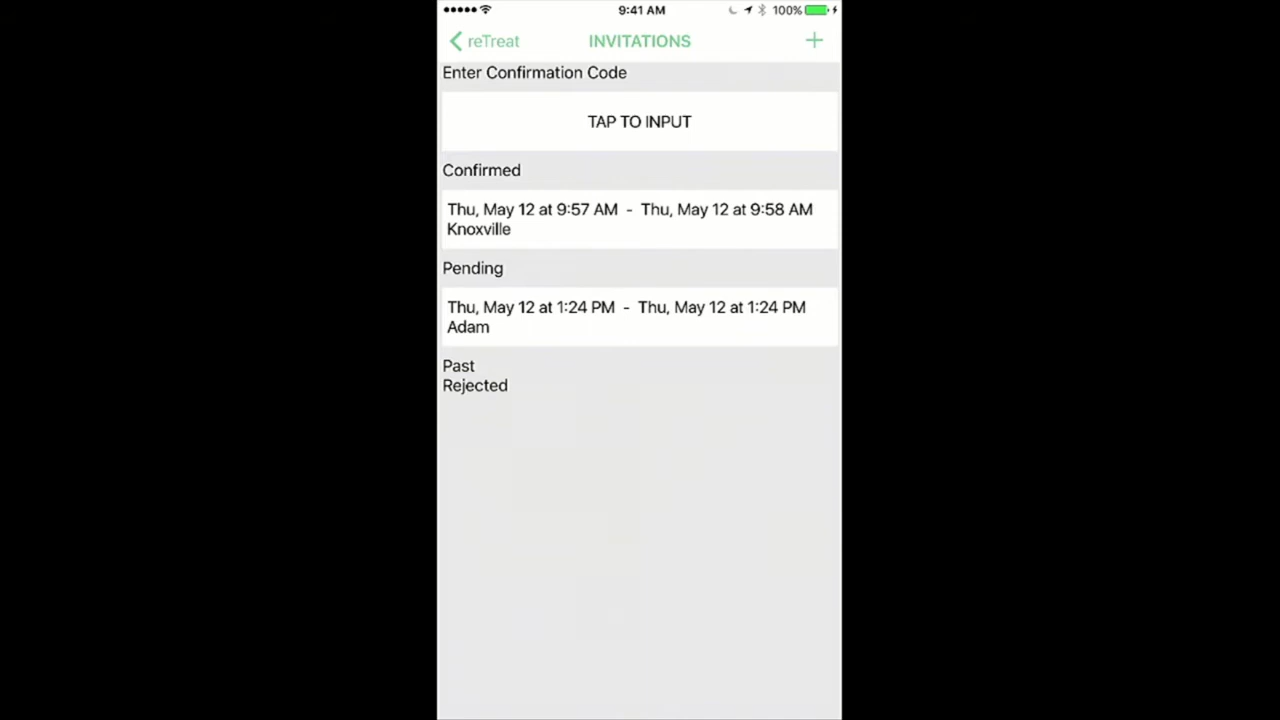 9:41 AM
100%
reTreat
INVITATIONS
Enter Confirmation Code
TAP TO INPUT
Confirmed
Thu, May 12 at 9:57 AM - Thu, May 12 at 9:58 AM
Knoxville
Pending
Thu, May 12 at 1:24 PM - Thu, May 12 at 1:24 PM
Adam
Past
Rejected